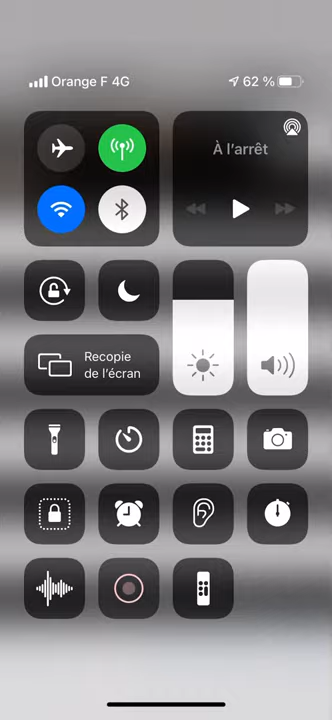 Orange F 4G
62 %
À l'arrêt
Recopie
de l'écran